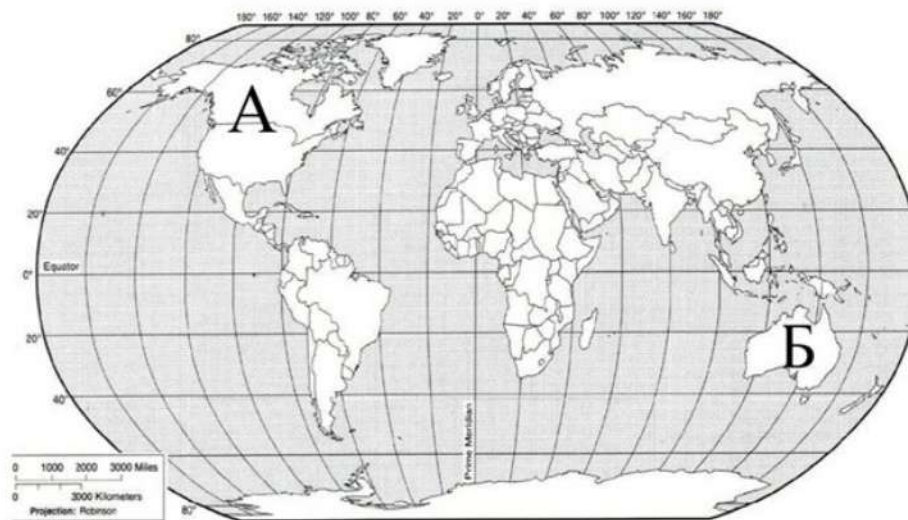 180° 160° 140° 120° 100° 80° 60° 40° 20° 0° 20° 40° 60° 80° 100° 120° 140° 160° 180°
80°
60°
А
40°
20°
Equator
0°
20°
Б
40°
Prime Meridian
0 1000 2000 3000 Miles
0 3000 Kilometers
Projection: Robinson
80°